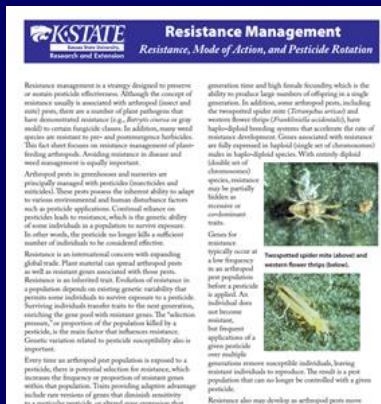 K-STATE
Kansas State University
Research and Extension
Resistance Management
Resistance, Mode of Action, and Pesticide Rotation
Resistance management is a strategy designed to preserve
or sustain pesticide effectiveness. Although the concept of
resistance usually is associated with arthropod (insect and
mite) pests, there are a number of plant pathogens that
have demonstrated resistance (e.g., Botrytis cinerea or gray
mold) to certain fungicide classes. In addition, many weed
species are resistant to pre- and postemergence herbicides.
This fact sheet focuses on resistance management of plant-
feeding arthropods. Avoiding resistance in disease and
weed management is equally important.
Arthropod pests in greenhouses and nurseries are
principally managed with pesticides (insecticides and
miticides). These pests possess the inherent ability to adapt
to various environmental and human disturbance factors
such as pesticide applications. Continual reliance on
pesticides leads to resistance, which is the genetic ability
of some individuals in a population to survive exposure.
In other words, the pesticide no longer kills a sufficient
number of individuals to be considered effective.
Resistance is an international concern with expanding
global trade. Plant material can spread arthropod pests
as well as resistant genes associated with those pests.
Resistance is an inherited trait. Evolution of resistance in
a population depends on existing genetic variability that
permits some individuals to survive exposure to a pesticide.
Surviving individuals transfer traits to the next generation,
enriching the gene pool with resistant genes. The "selection
pressure," or proportion of the population killed by a
pesticide, is the main factor that influences resistance.
Genetic variation related to pesticide susceptibility also is
important.
Every time an arthropod pest population is exposed to a
pesticide, there is potential selection for resistance, which
increases the frequency or proportion of resistant genes
within that population. Traits providing adaptive advantage
include rare versions of genes that diminish sensitivity
to a particular pesticide, or altered gene expression that
generation time and high female fecundity, which is the
ability to produce large numbers of offspring in a single
generation. In addition, some arthropod pests, including
the twospotted spider mite (Tetranychus urticae) and
western flower thrips (Frankliniella occidentalis), have
haplo-diploid breeding systems that accelerate the rate of
resistance development. Genes associated with resistance
are fully expressed in haploid (single set of chromosomes)
males in haplo-diploid species. With entirely diploid
(double set of
chromosomes)
species, resistance
may be partially
hidden as
recessive or
co-dominant
traits.
Genes for
resistance
typically occur at
a low frequency
in an arthropod
pest population
before a pesticide
is applied. An
individual does
not become
resistant,
but frequent
applications of a
given pesticide
over multiple
Twospotted spider mite (above) and
western flower thrips (below).
generations remove susceptible individuals, leaving
resistant individuals to reproduce. The result is a pest
population that can no longer be controlled with a given
pesticide.
Resistance also may develop as arthropod pests move